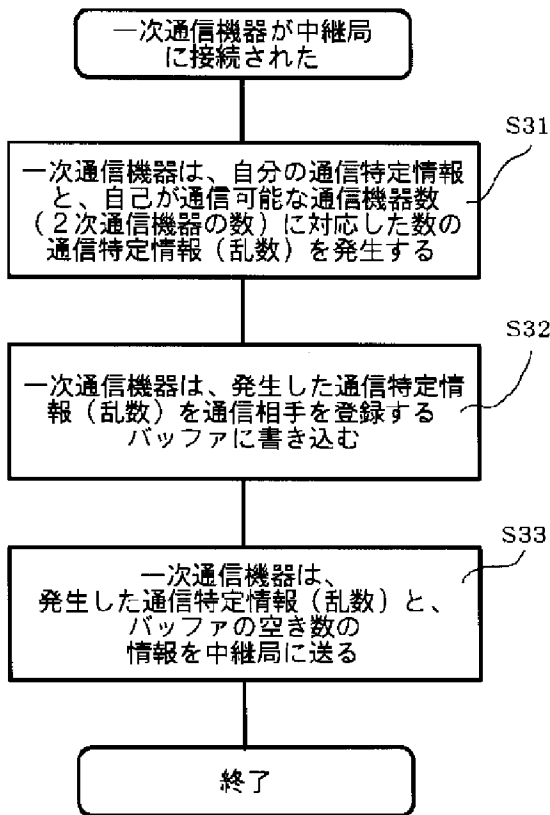 一次通信機器が中継局
に接続された
S31
一次通信機器は、自分の通信特定情報
と、自己が通信可能な通信機器数
(2次通信機器の数)に対応した数の
通信特定情報(乱数)を発生する
S32
一次通信機器は、発生した通信特定情
報(乱数)を通信相手を登録する
バッファに書き込む
S33
一次通信機器は、
発生した通信特定情報(乱数)と、
バッファの空き数の
情報を中継局に送る
終了